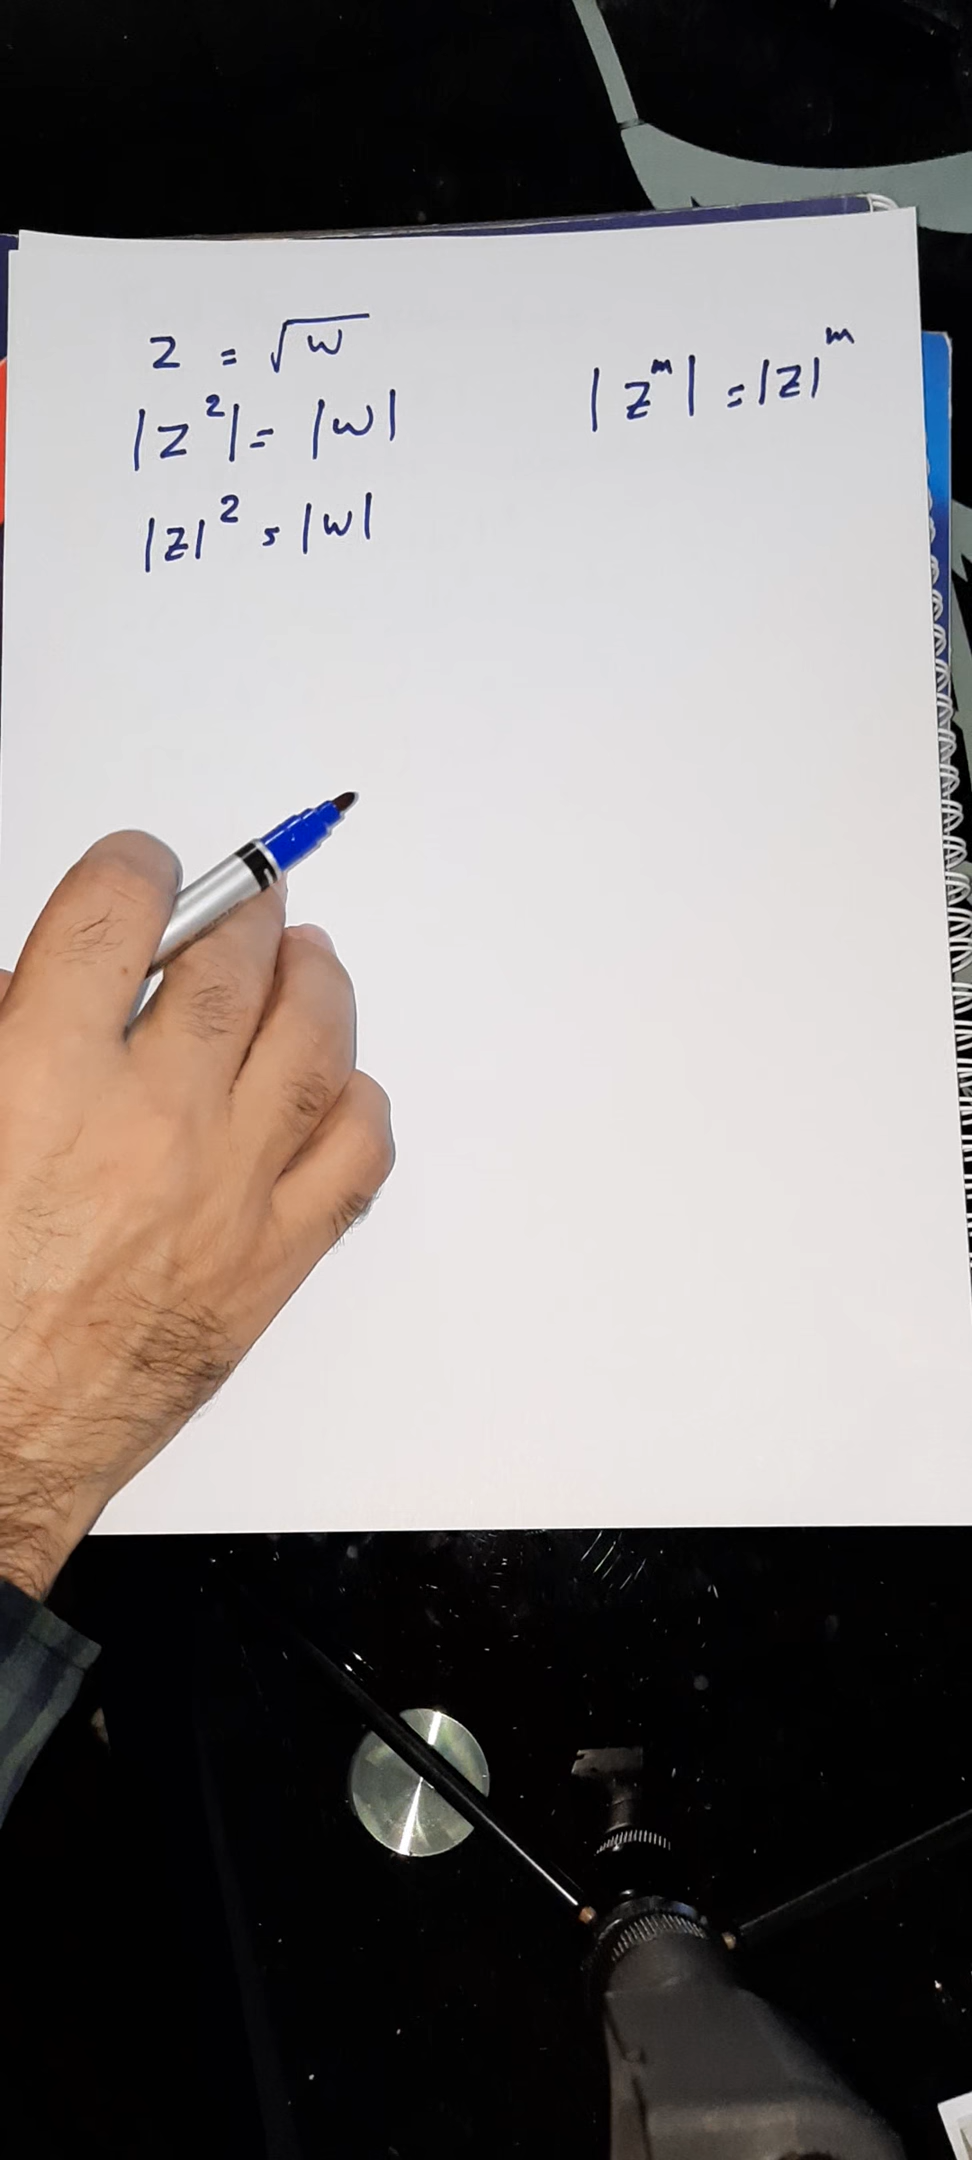 z = √w
|z²| = |w|
|z|² = |w|
|zᵐ| = |z|ᵐ